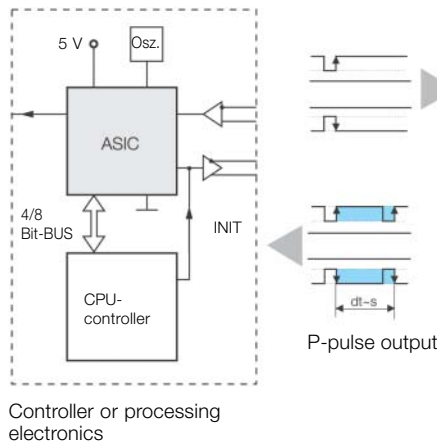 5 V
Osz.
ASIC
4/8
Bit-BUS
INIT
CPU-
controller
dt~s
P-pulse output
Controller or processing
electronics